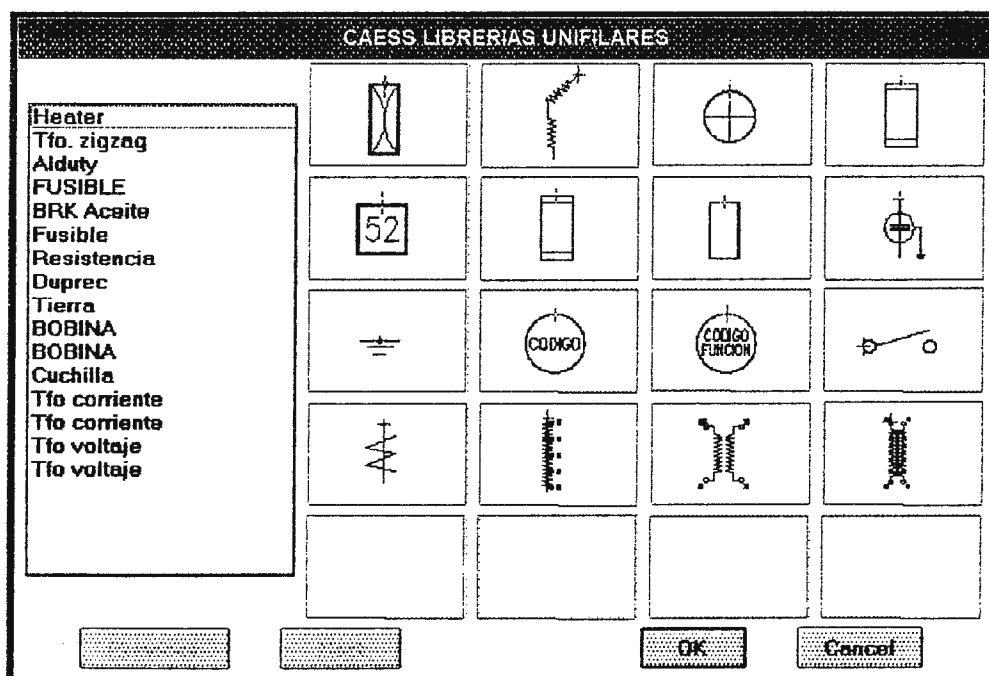 CAESS LIBRERIAS UNIFILARES
Heater
Tfo. zigzag
Alduty
FUSIBLE
BRK Aceite
Fusible
Resistencia
Duprec
Tierra
BOBINA
BOBINA
Cuchilla
Tfo corriente
Tfo corriente
Tfo voltaje
Tfo voltaje
52
CODIGO
CODIGO
FUNCION
OK
Cancel